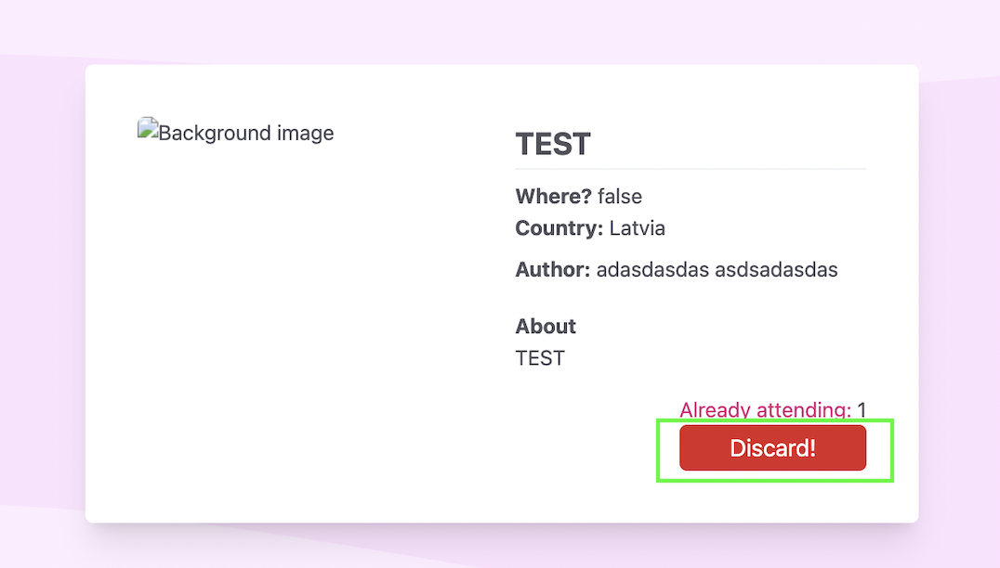 Background image
TEST
Where? false
Country: Latvia
Author: adasdasdas asdsadasdas
About
TEST
Already attending: 1
Discard!